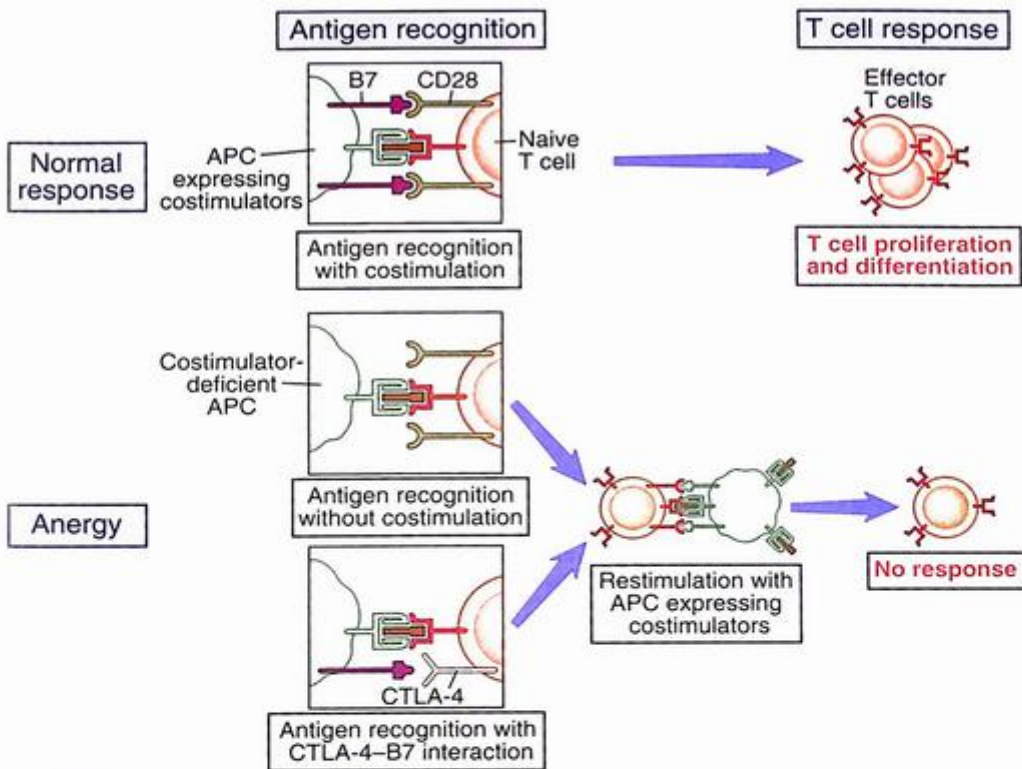 Antigen recognition
T cell response
B7
CD28
Effector
T cells
Normal
response
APC
expressing
costimulators
Naive
T cell
Antigen recognition
with costimulation
T cell proliferation
and differentiation
Costimulator-
deficient
APC
Antigen recognition
without costimulation
Anergy
Restimulation with
APC expressing
costimulators
No response
CTLA-4
Antigen recognition with
CTLA-4–B7 interaction